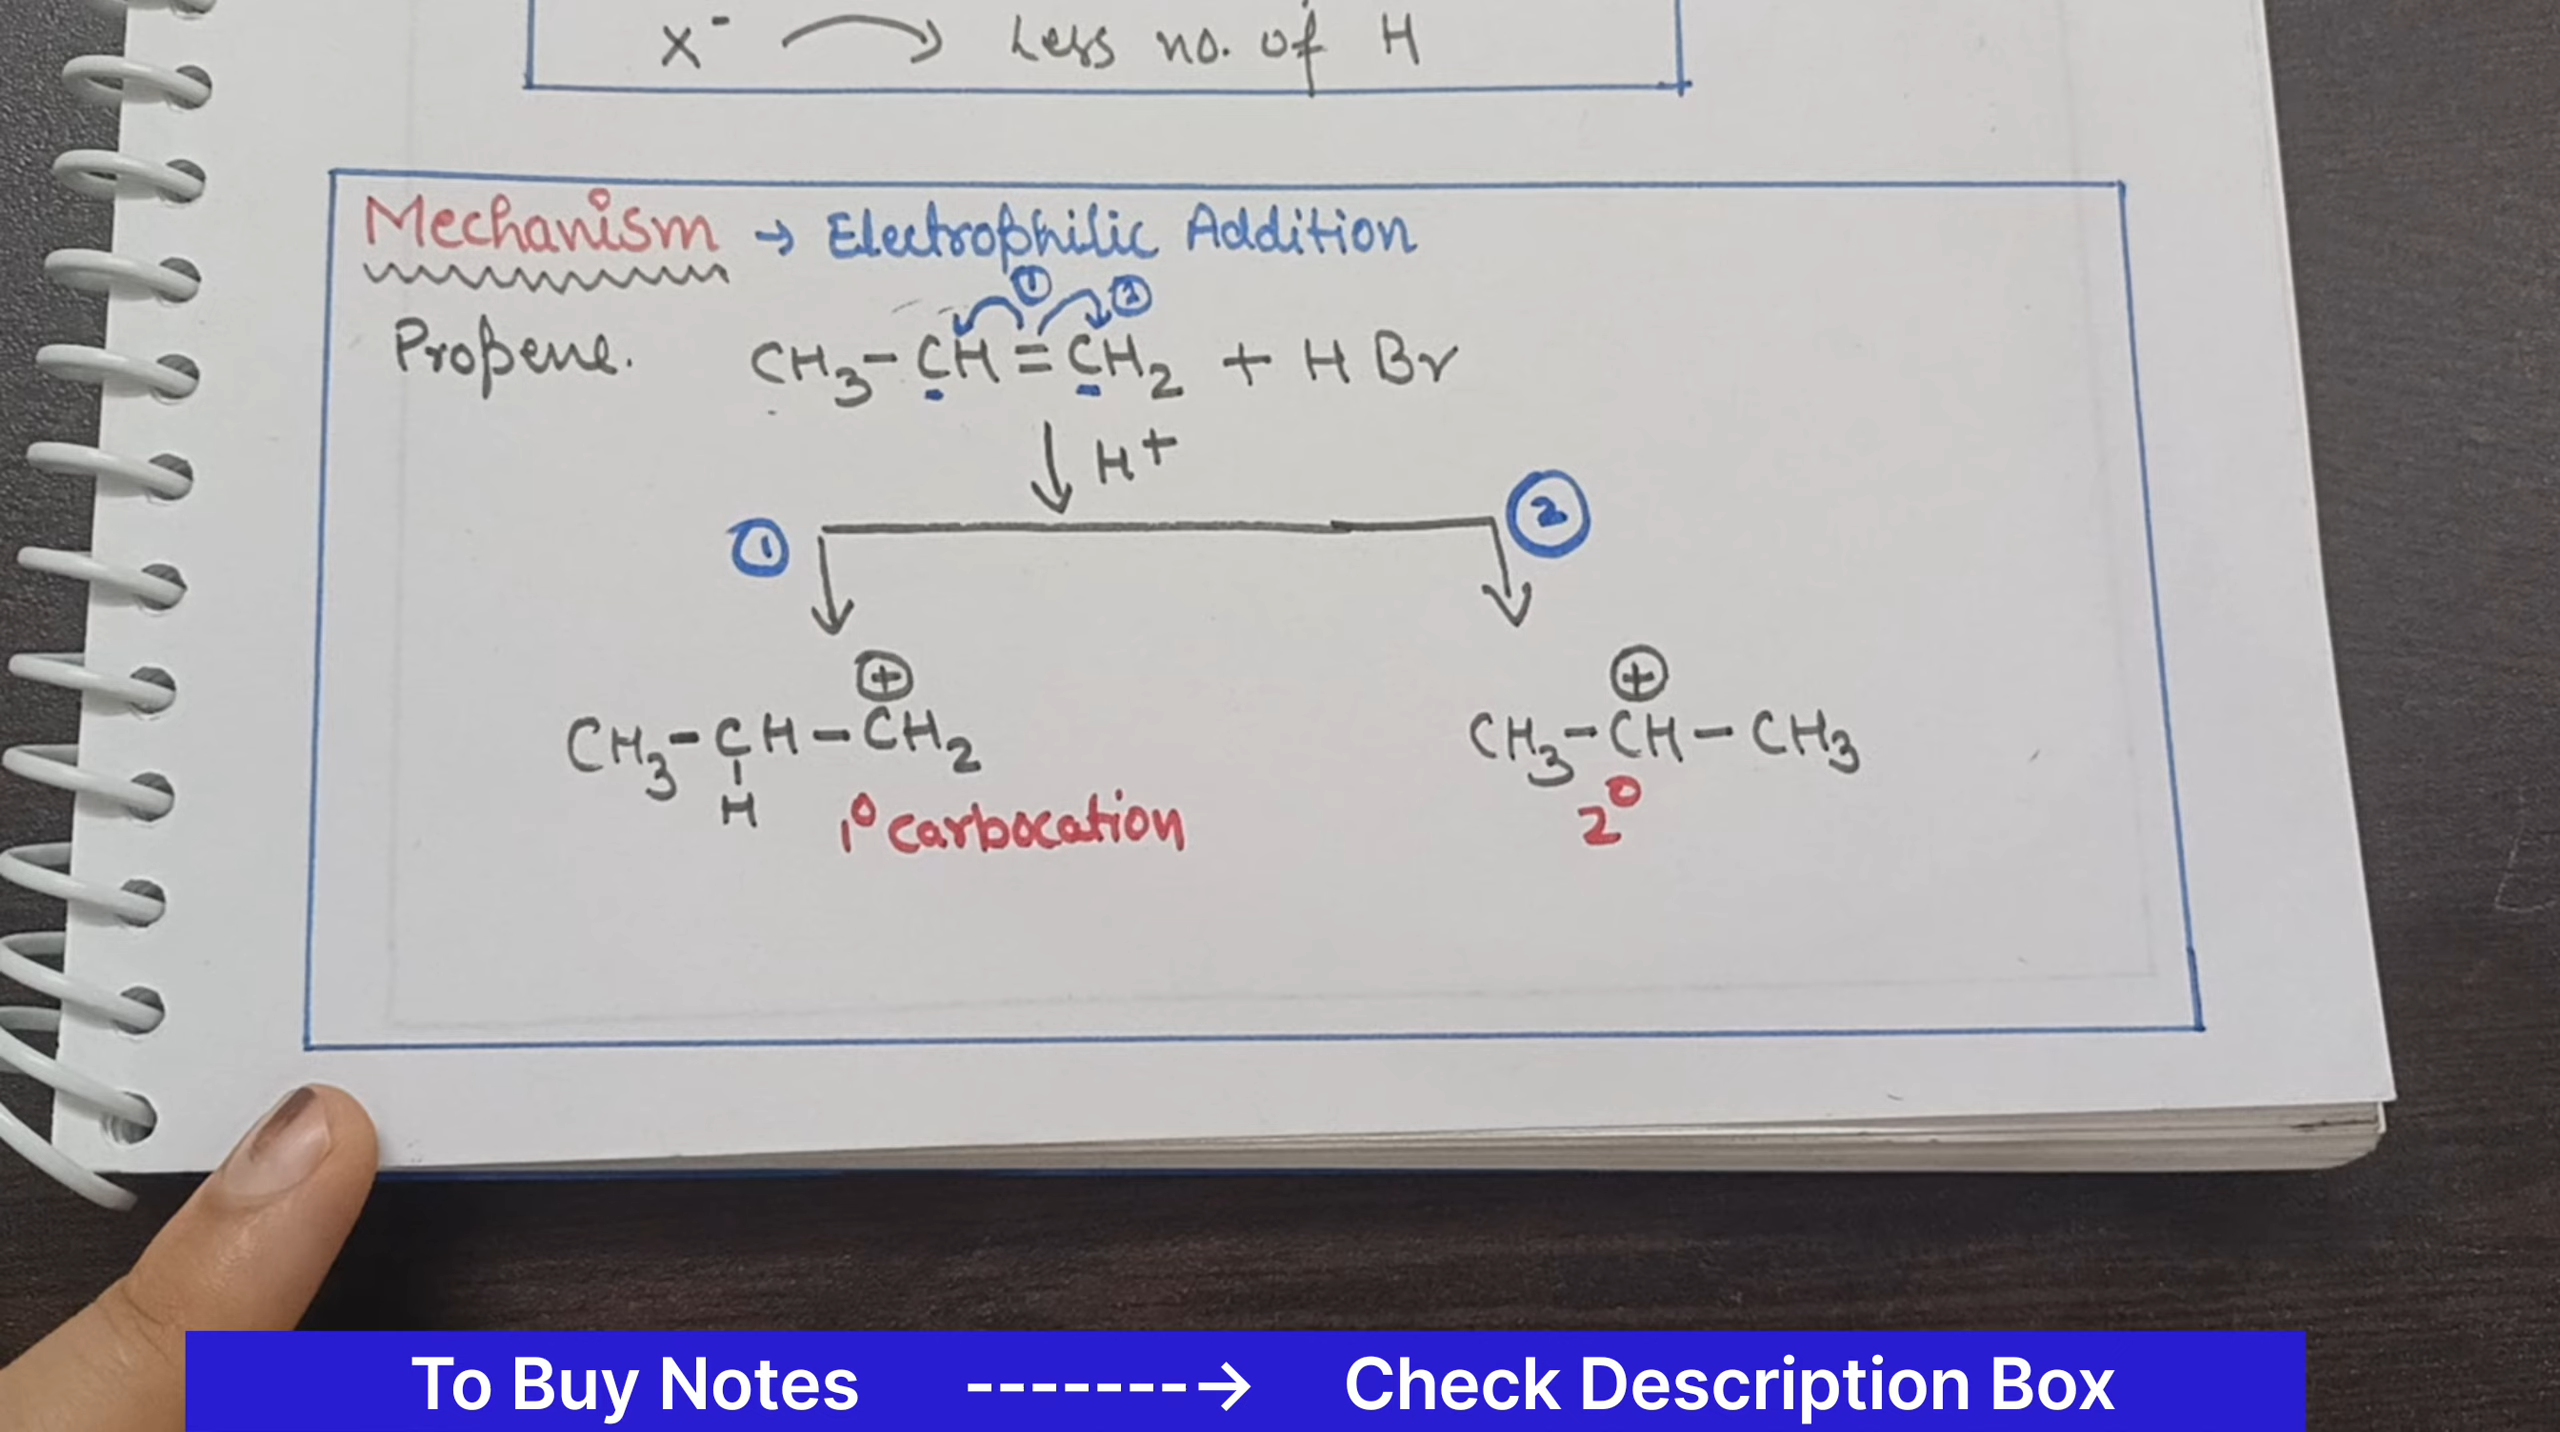 X⁻ → Less no. of H
Mechanism → Electrophilic Addition
① ②
Propene. CH₃-CH=CH₂ + HBr
↓ H⁺
① ②
⊕ ⊕
CH₃-CH-CH₂ CH₃-CH-CH₃
H 1° carbocation 2°
To Buy Notes -------→ Check Description Box